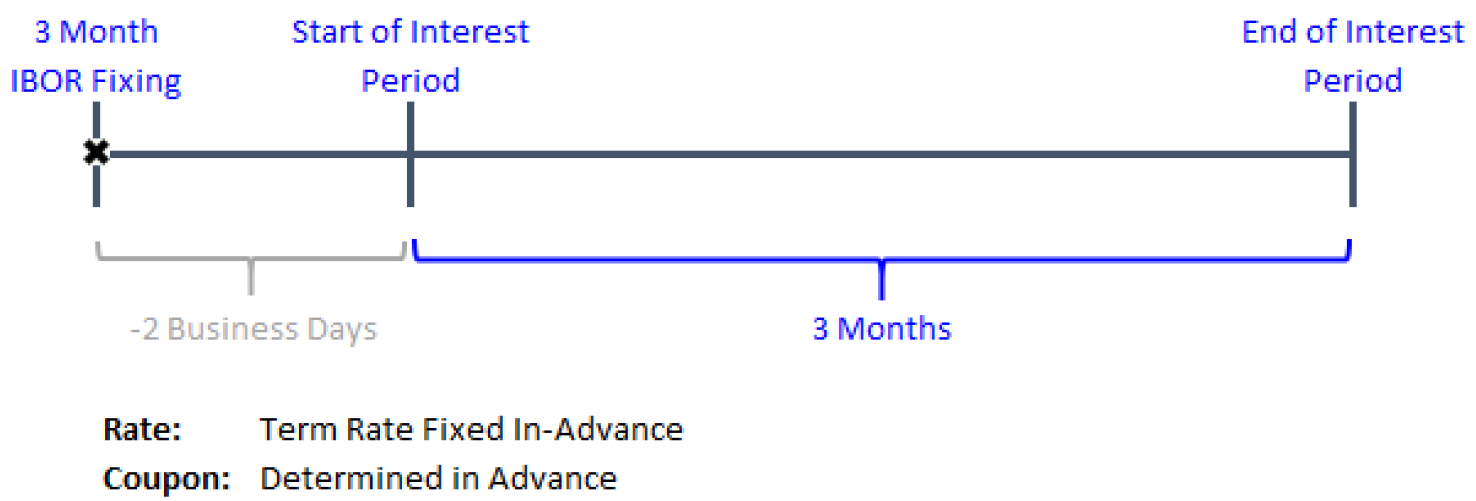 3 Month
IBOR Fixing
Start of Interest
Period
End of Interest
Period
-2 Business Days
3 Months
Rate: Term Rate Fixed In-Advance
Coupon: Determined in Advance